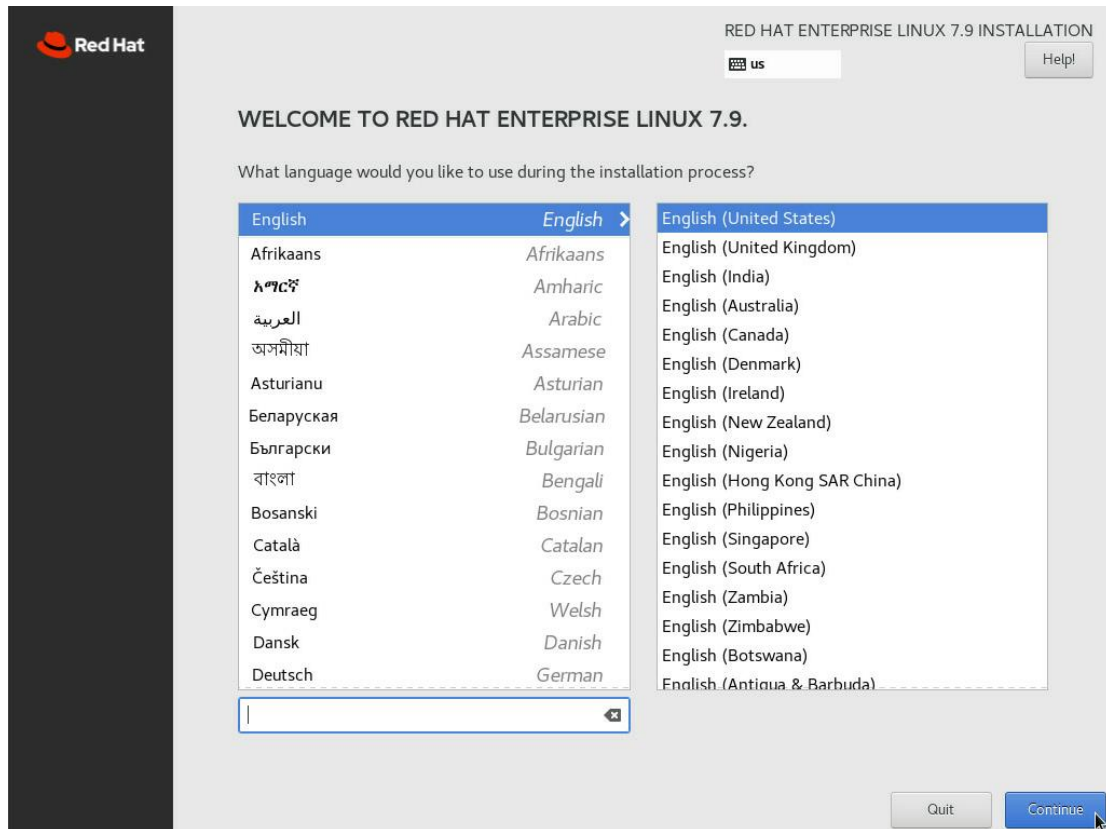 Red Hat
RED HAT ENTERPRISE LINUX 7.9 INSTALLATION
us
Help!
WELCOME TO RED HAT ENTERPRISE LINUX 7.9.
What language would you like to use during the installation process?
English English
Afrikaans Afrikaans
አማርኛ Amharic
العربية Arabic
অসমীয়া Assamese
Asturianu Asturian
Беларуская Belarusian
Български Bulgarian
বাংলা Bengali
Bosanski Bosnian
Català Catalan
Čeština Czech
Cymraeg Welsh
Dansk Danish
Deutsch German
English (United States)
English (United Kingdom)
English (India)
English (Australia)
English (Canada)
English (Denmark)
English (Ireland)
English (New Zealand)
English (Nigeria)
English (Hong Kong SAR China)
English (Philippines)
English (Singapore)
English (South Africa)
English (Zambia)
English (Zimbabwe)
English (Botswana)
English (Antigua & Barbuda)
Quit
Continue